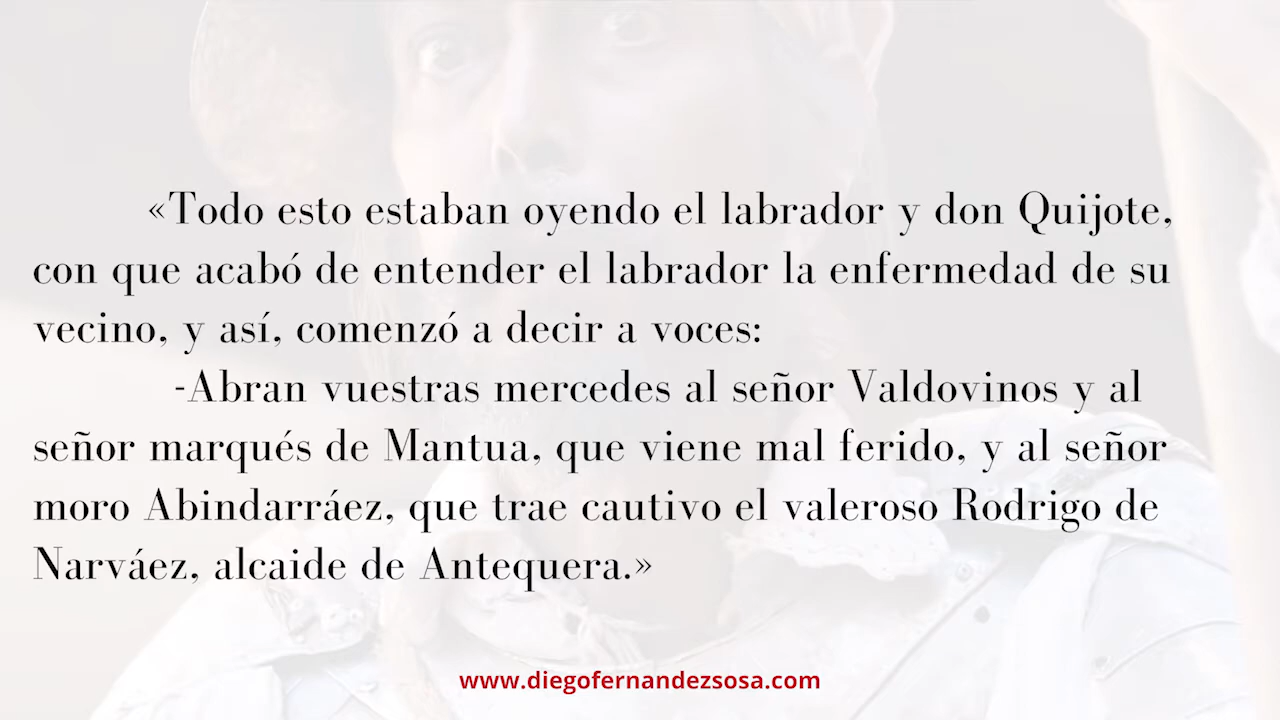 «Todo esto estaban oyendo el labrador y don Quijote,
con que acabó de entender el labrador la enfermedad de su
vecino, y así, comenzó a decir a voces:
-Abran vuestras mercedes al señor Valdovinos y al
señor marqués de Mantua, que viene mal ferido, y al señor
moro Abindarráez, que trae cautivo el valeroso Rodrigo de
Narváez, alcaide de Antequera.»
www.diegofernandezsosa.com